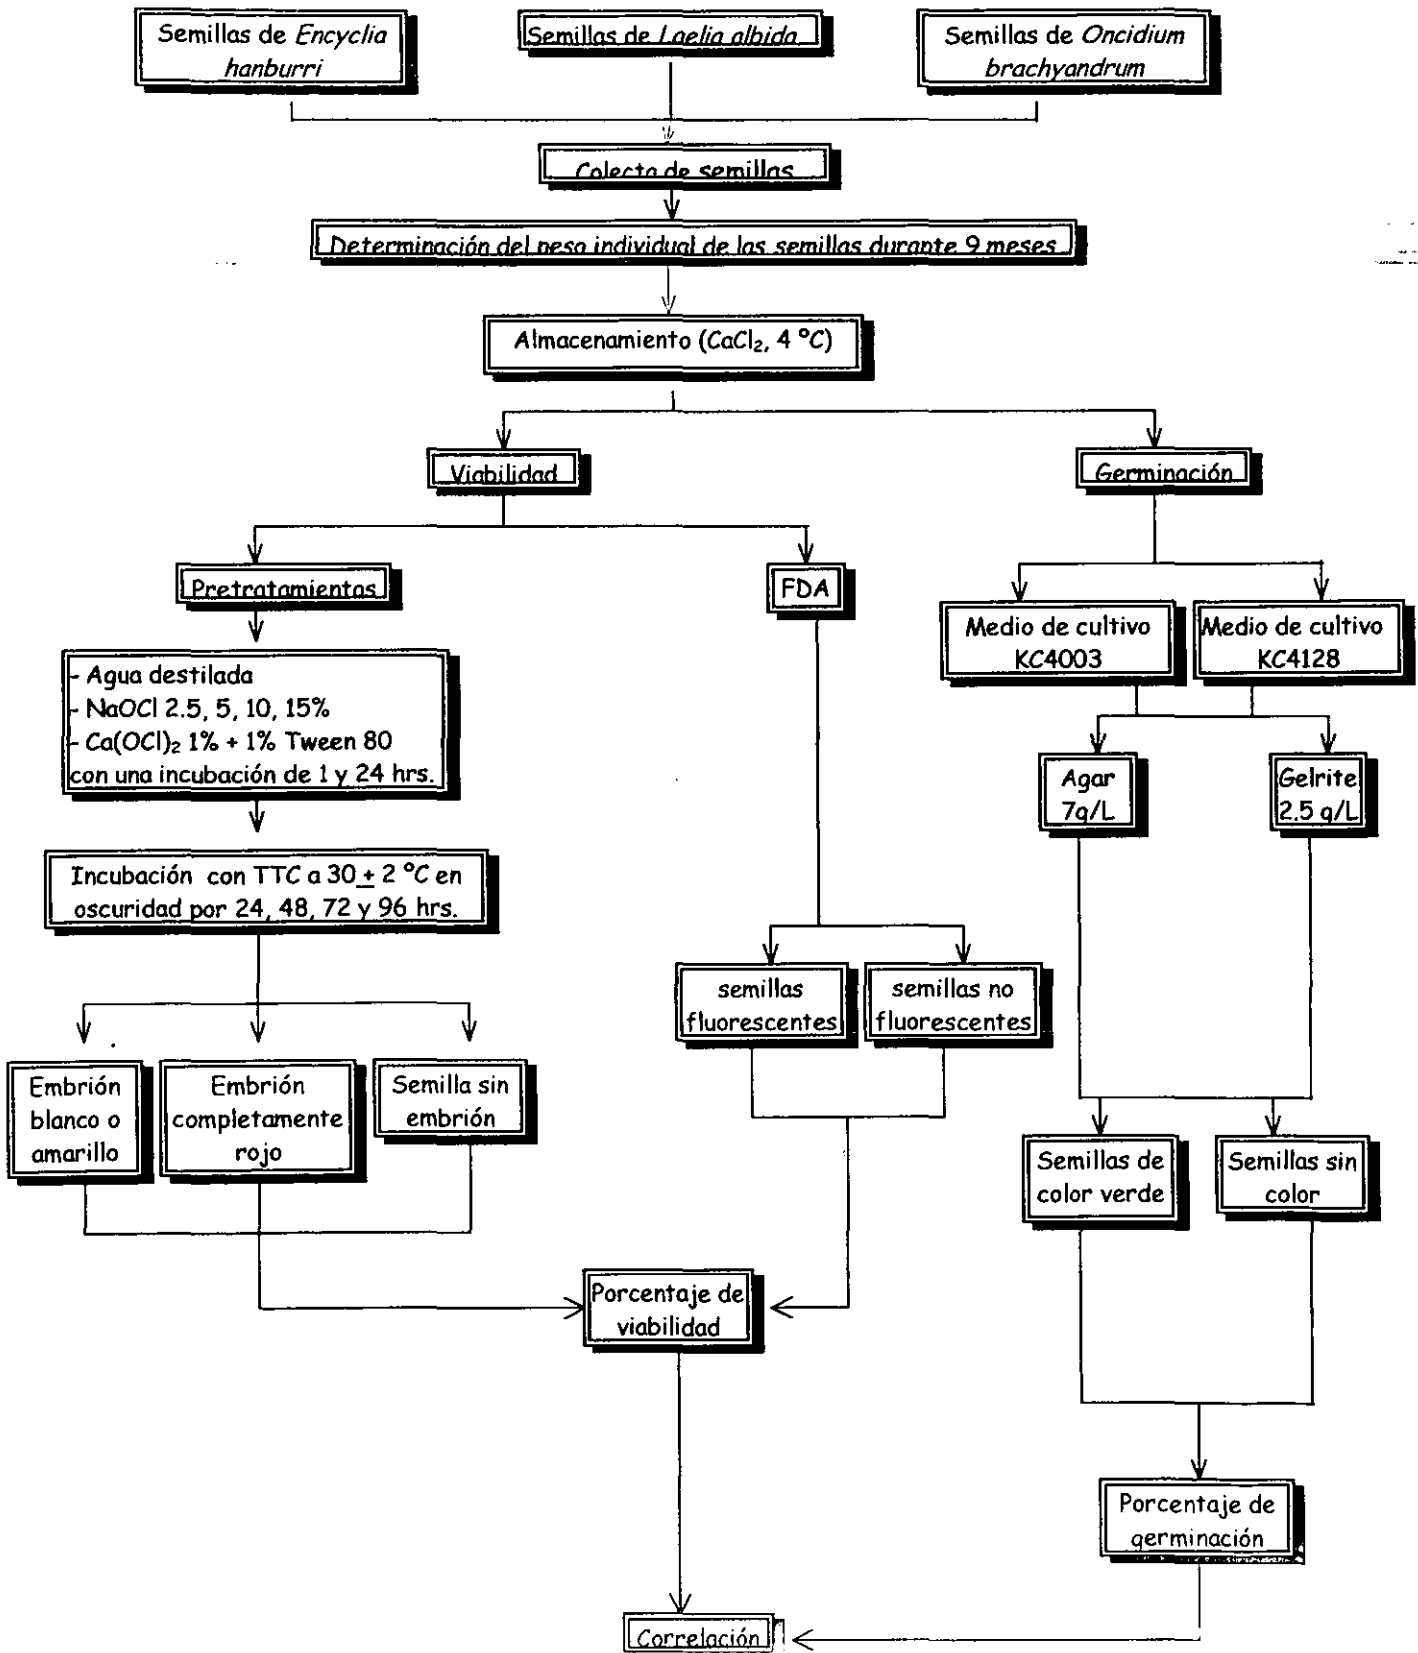 Semillas de Encyclia
hanburri
Semillas de Laelia albida
Semillas de Oncidium
brachyandrum
Colecta de semillas
Determinación del peso individual de las semillas durante 9 meses
Almacenamiento (CaCl₂, 4 °C)
Viabilidad
Germinación
Pretratamientos
FDA
Medio de cultivo
KC4003
Medio de cultivo
KC4128
- Agua destilada
- NaOCl 2.5, 5, 10, 15%
- Ca(OCl)₂ 1% + 1% Tween 80
con una incubación de 1 y 24 hrs.
Agar
7g/L
Gelrite
2.5 g/L
Incubación con TTC a 30 ± 2 °C en
oscuridad por 24, 48, 72 y 96 hrs.
semillas
fluorescentes
semillas no
fluorescentes
Embrión
blanco o
amarillo
Embrión
completamente
rojo
Semilla sin
embrión
Semillas de
color verde
Semillas sin
color
Porcentaje de
viabilidad
Porcentaje de
germinación
Correlación